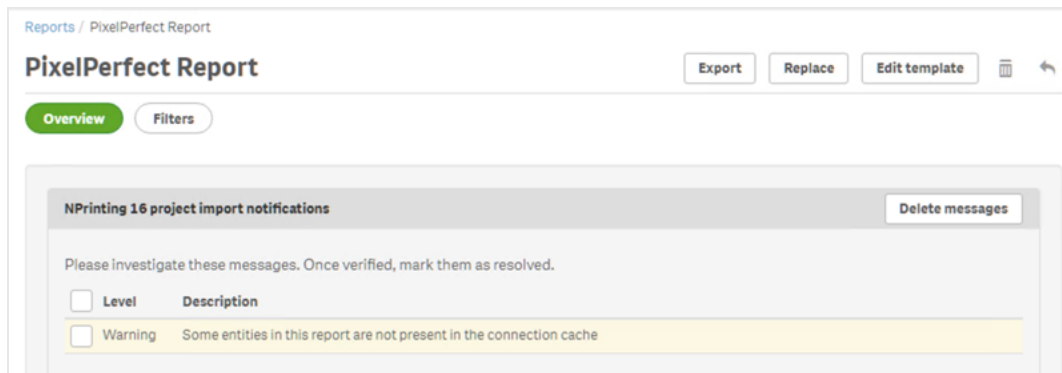 Reports / PixelPerfect Report
PixelPerfect Report
Export
Replace
Edit template
Overview
Filters
NPrinting 16 project import notifications
Delete messages
Please investigate these messages. Once verified, mark them as resolved.
Level Description
Warning Some entities in this report are not present in the connection cache